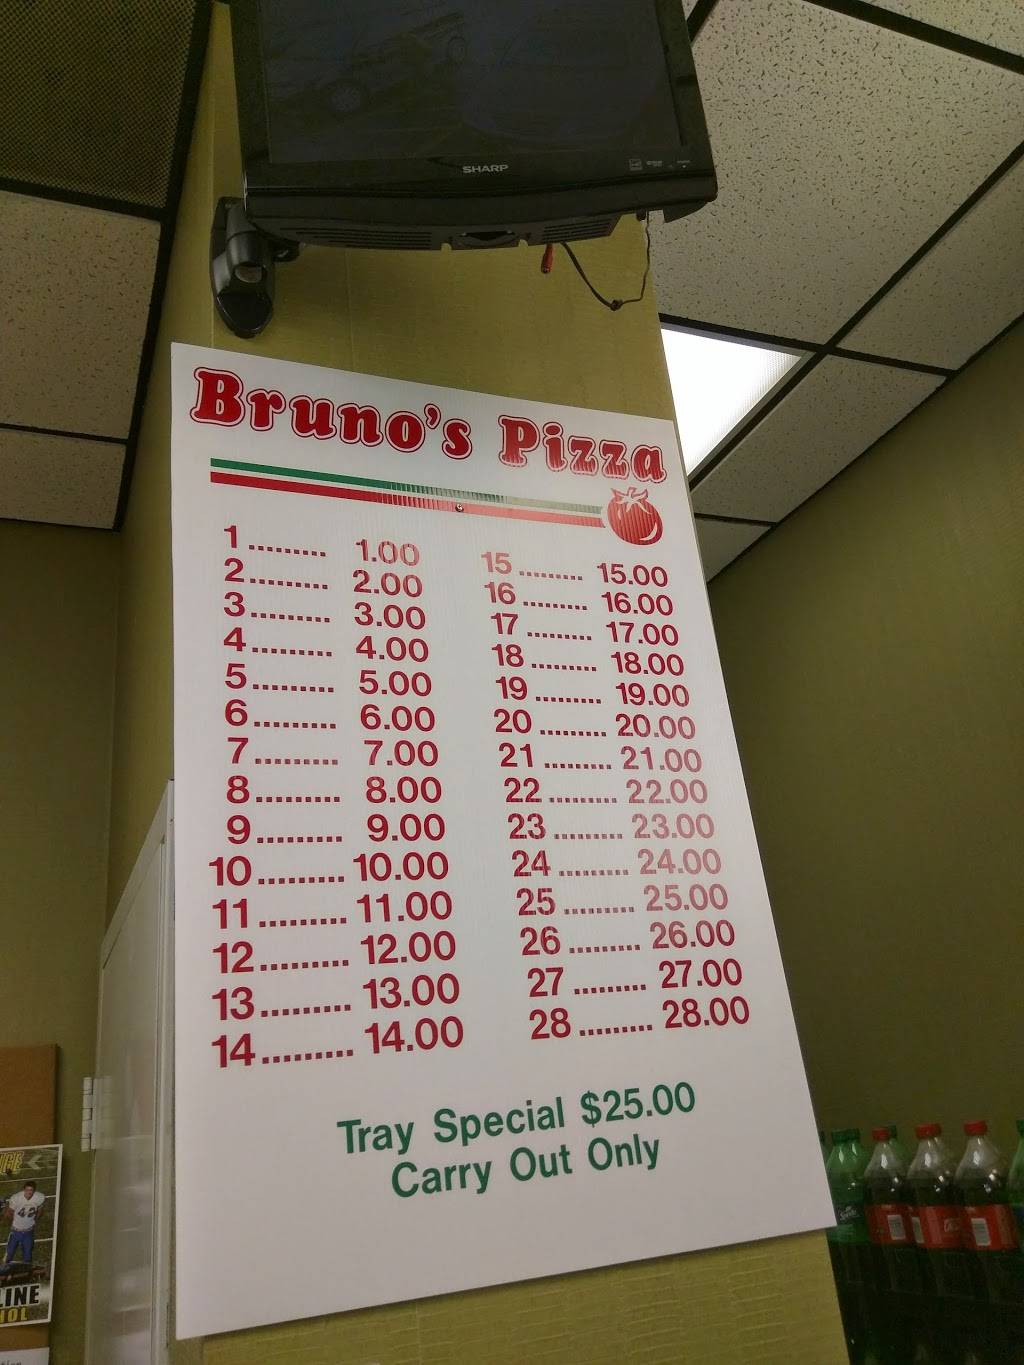 SHARP
Bruno's Pizza
1 ......... 1.00
2 ......... 2.00
3 ......... 3.00
4 ......... 4.00
5 ......... 5.00
6 ......... 6.00
7 ......... 7.00
8 ......... 8.00
9 ......... 9.00
10 ......... 10.00
11 ......... 11.00
12 ......... 12.00
13 ......... 13.00
14 ......... 14.00
15 ......... 15.00
16 ......... 16.00
17 ......... 17.00
18 ......... 18.00
19 ......... 19.00
20 ......... 20.00
21 ......... 21.00
22 ......... 22.00
23 ......... 23.00
24 ......... 24.00
25 ......... 25.00
26 ......... 26.00
27 ......... 27.00
28 ......... 28.00
Tray Special $25.00
Carry Out Only
42
LINE
Sprite